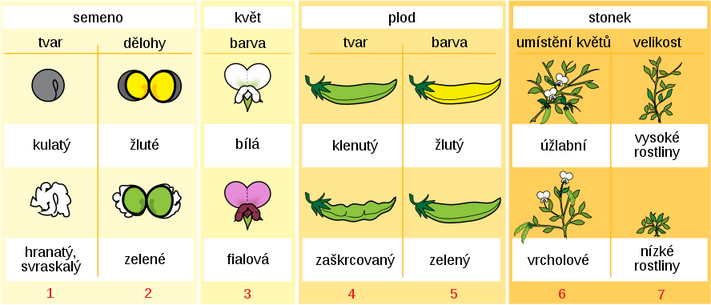 semeno květ plod stonek
tvar dělohy barva tvar barva umístění květů velikost
kulatý žluté bílá klenutý žlutý úžlabní vysoké
rostliny
hranatý,
svraskalý zelené fialová zaškrcovaný zelený vrcholové nízké
rostliny
1 2 3 4 5 6 7